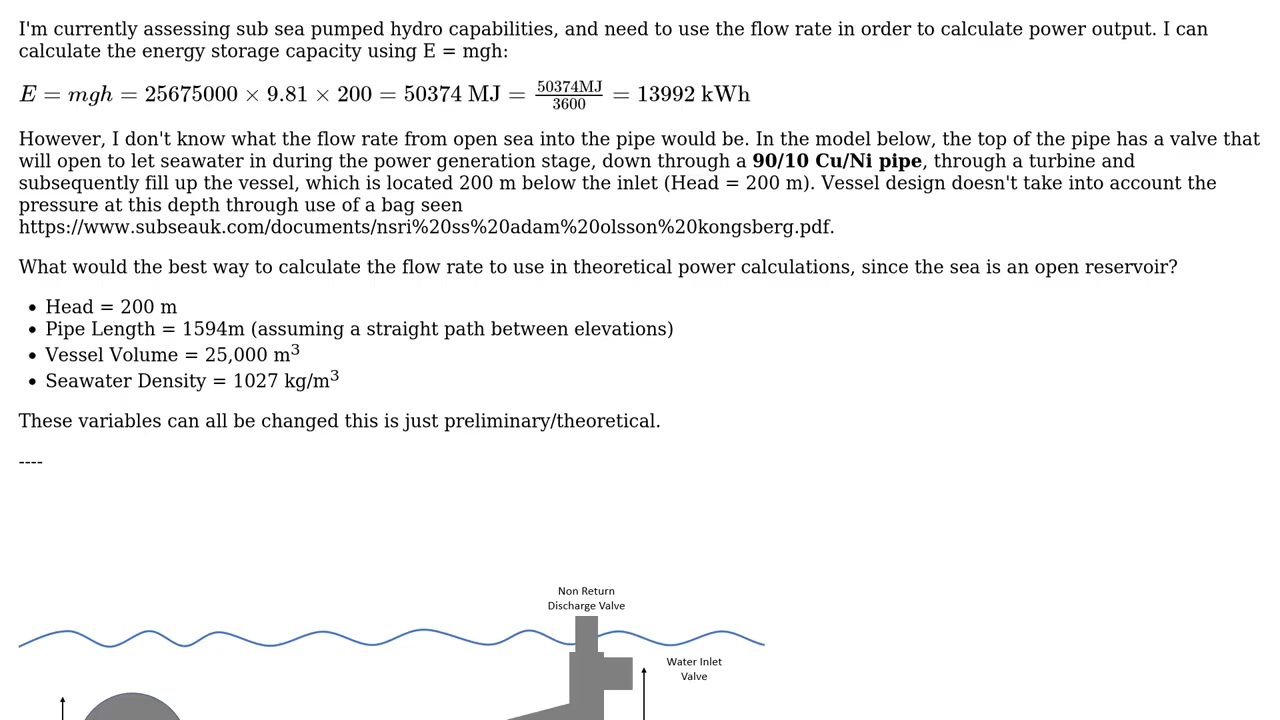 I'm currently assessing sub sea pumped hydro capabilities, and need to use the flow rate in order to calculate power output. I can
calculate the energy storage capacity using E = mgh:
E = mgh = 25675000 × 9.81 × 200 = 50374 MJ = 50374MJ/3600 = 13992 kWh
However, I don't know what the flow rate from open sea into the pipe would be. In the model below, the top of the pipe has a valve that
will open to let seawater in during the power generation stage, down through a 90/10 Cu/Ni pipe, through a turbine and
subsequently fill up the vessel, which is located 200 m below the inlet (Head = 200 m). Vessel design doesn't take into account the
pressure at this depth through use of a bag seen
https://www.subseauk.com/documents/nsri%20ss%20adam%20olsson%20kongsberg.pdf.
What would the best way to calculate the flow rate to use in theoretical power calculations, since the sea is an open reservoir?
• Head = 200 m
• Pipe Length = 1594m (assuming a straight path between elevations)
• Vessel Volume = 25,000 m³
• Seawater Density = 1027 kg/m³
These variables can all be changed this is just preliminary/theoretical.
----
Non Return
Discharge Valve
Water Inlet
Valve